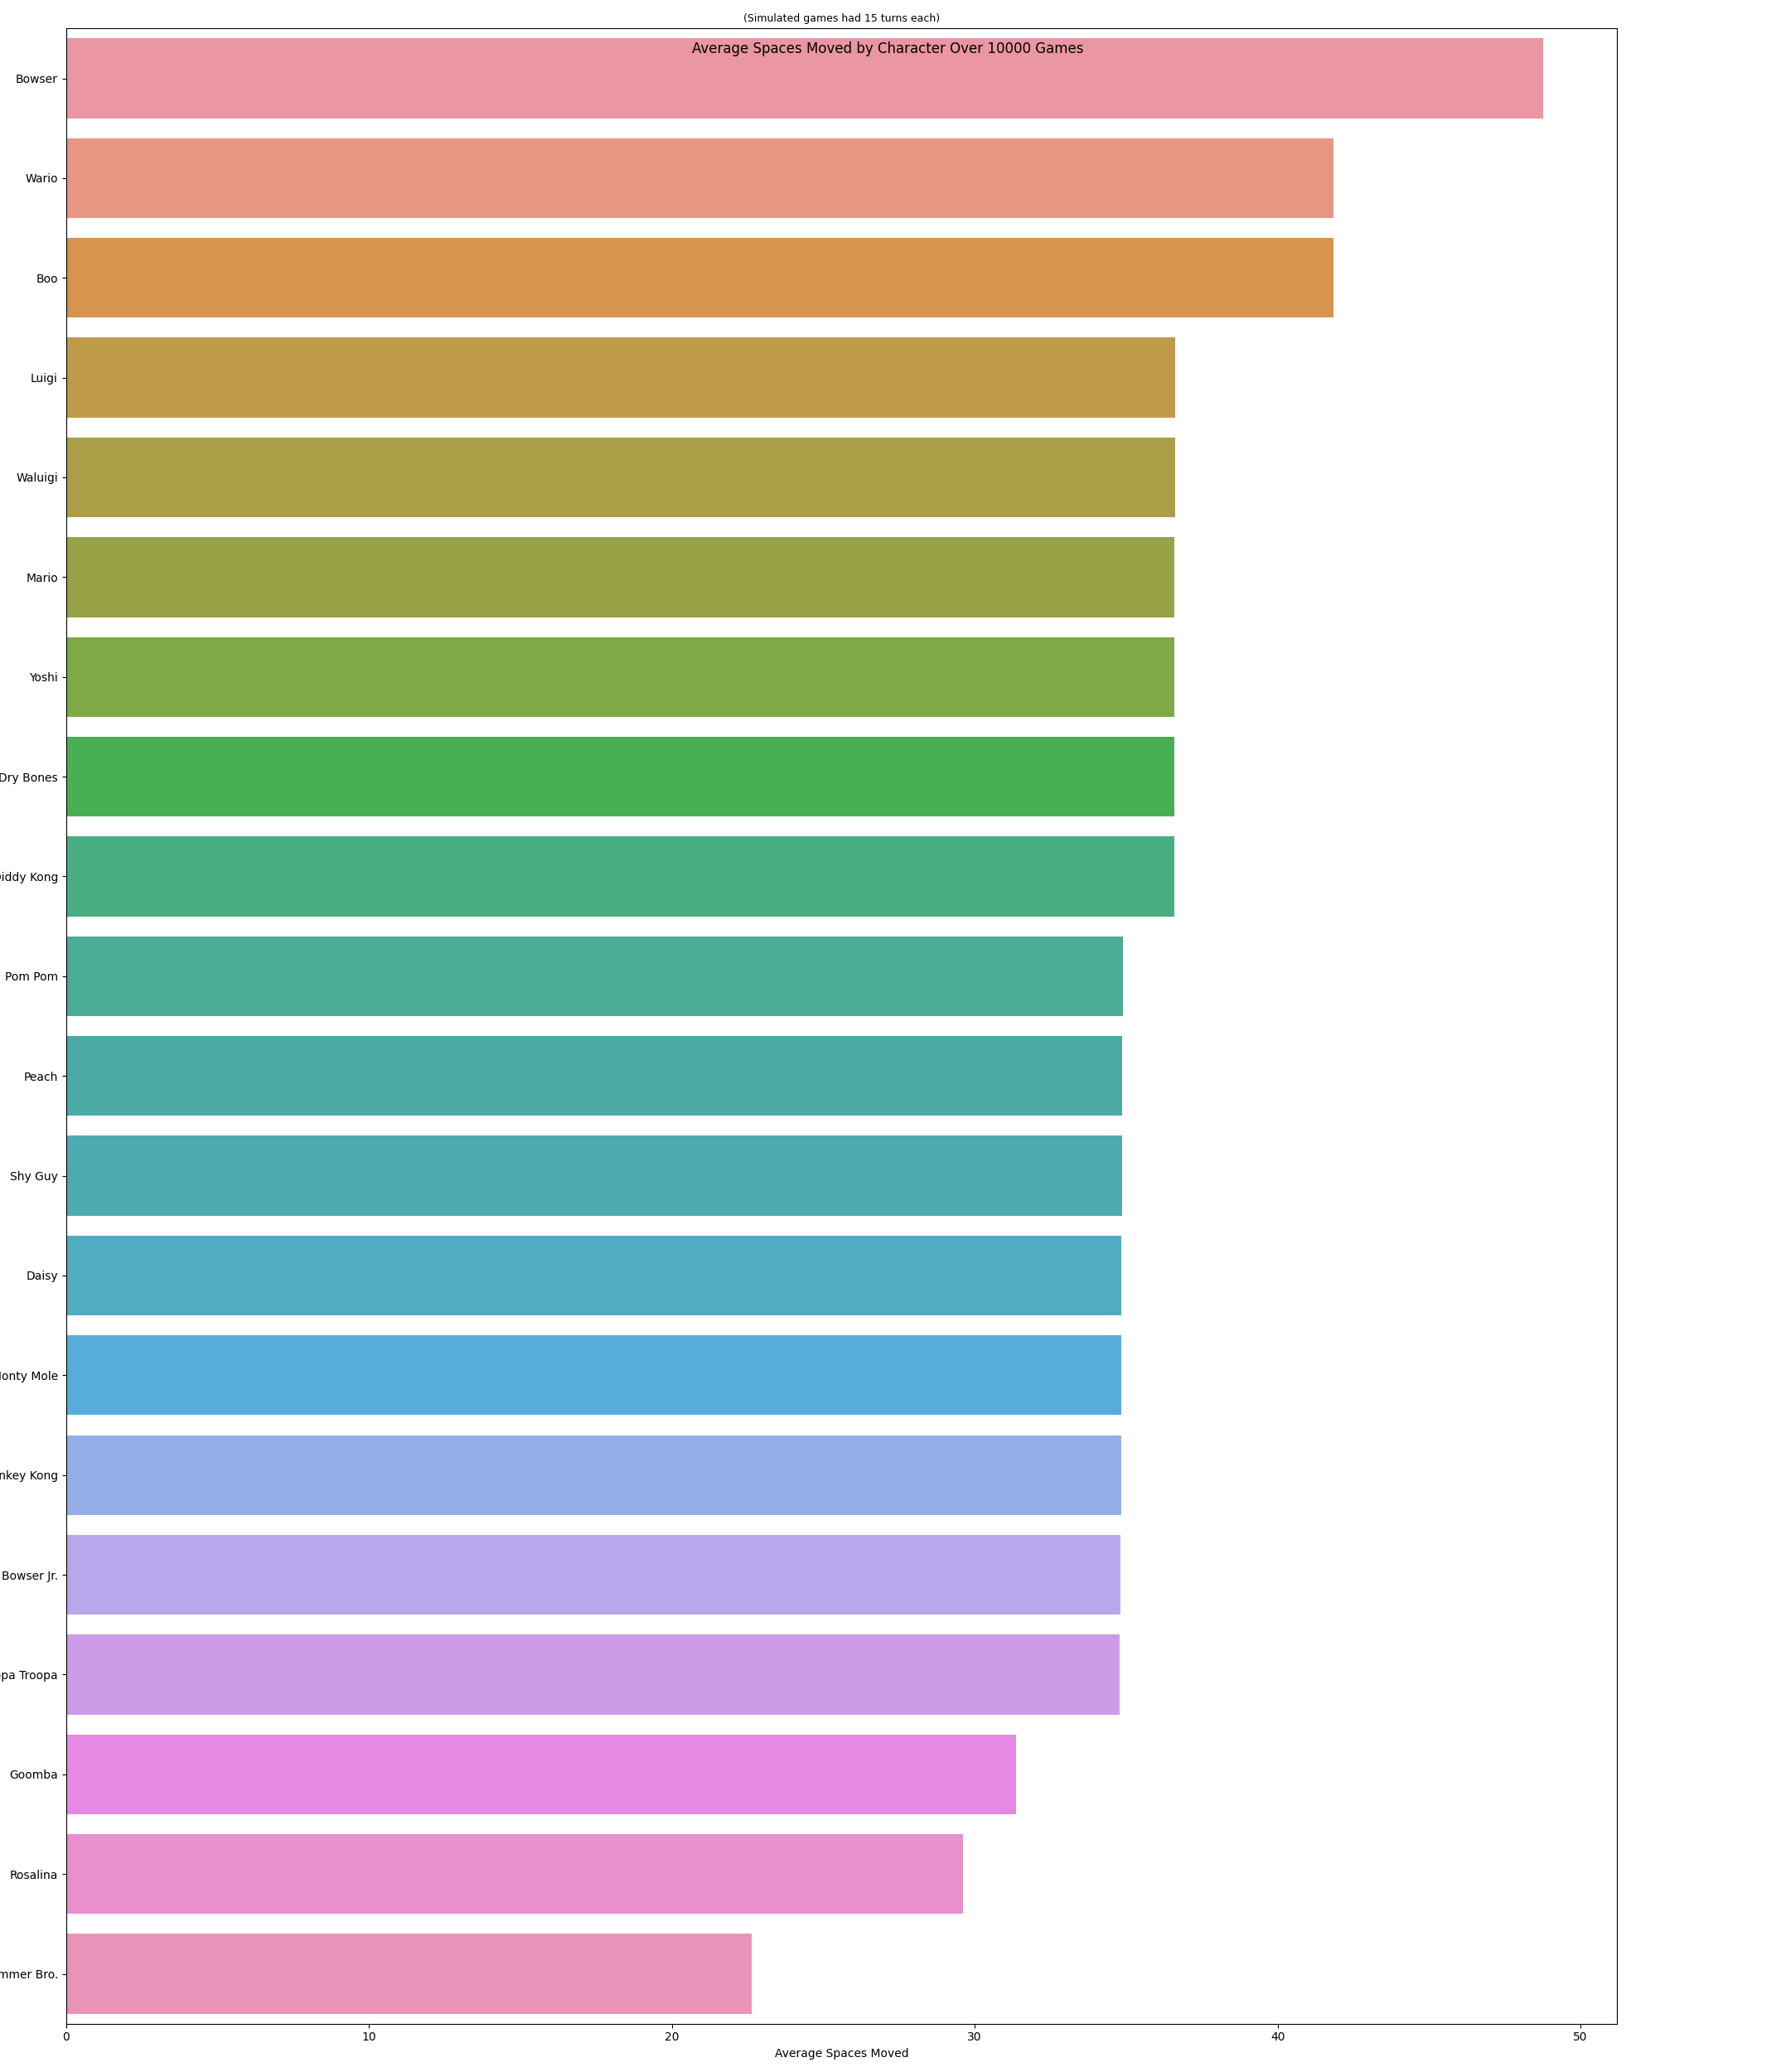 (Simulated games had 15 turns each)
Average Spaces Moved by Character Over 10000 Games
Bowser
Wario
Boo
Luigi
Waluigi
Mario
Yoshi
Dry Bones
iddy Kong
Pom Pom
Peach
Shy Guy
Daisy
onty Mole
nkey Kong
Bowser Jr.
pa Troopa
Goomba
Rosalina
mmer Bro.
0 10 20 30 40 50
Average Spaces Moved